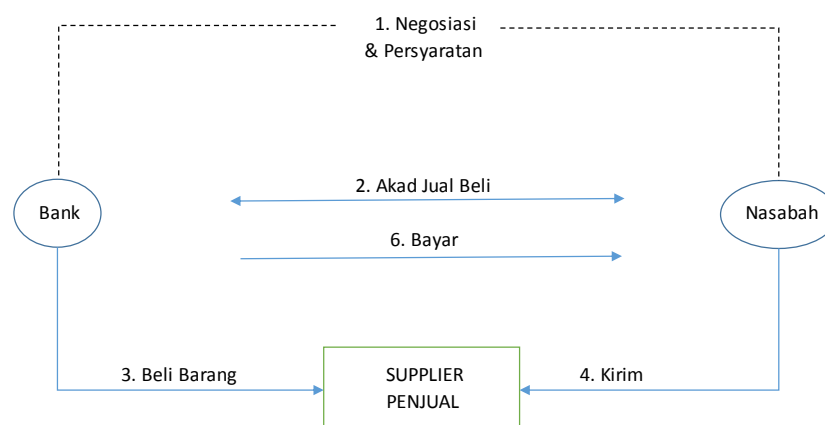 1. Negosiasi
& Persyaratan
2. Akad Jual Beli
Bank
Nasabah
6. Bayar
3. Beli Barang
SUPPLIER
PENJUAL
4. Kirim